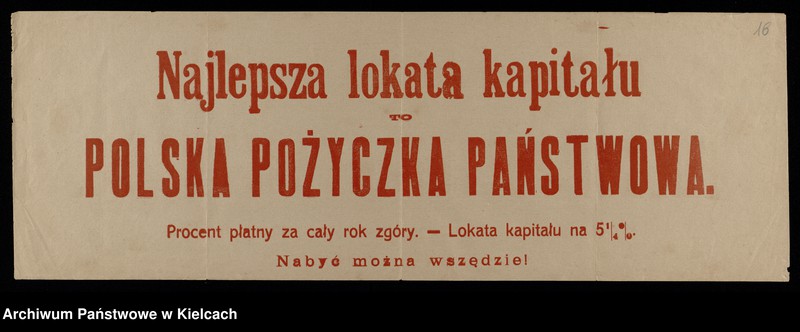 16
Najlepsza lokata kapitału
TO
POLSKA POŻYCZKA PAŃSTWOWA.
Procent płatny za cały rok zgóry. — Lokata kapitału na 5¹/₄%.
Nabyć można wszędzie!
Archiwum Państwowe w Kielcach